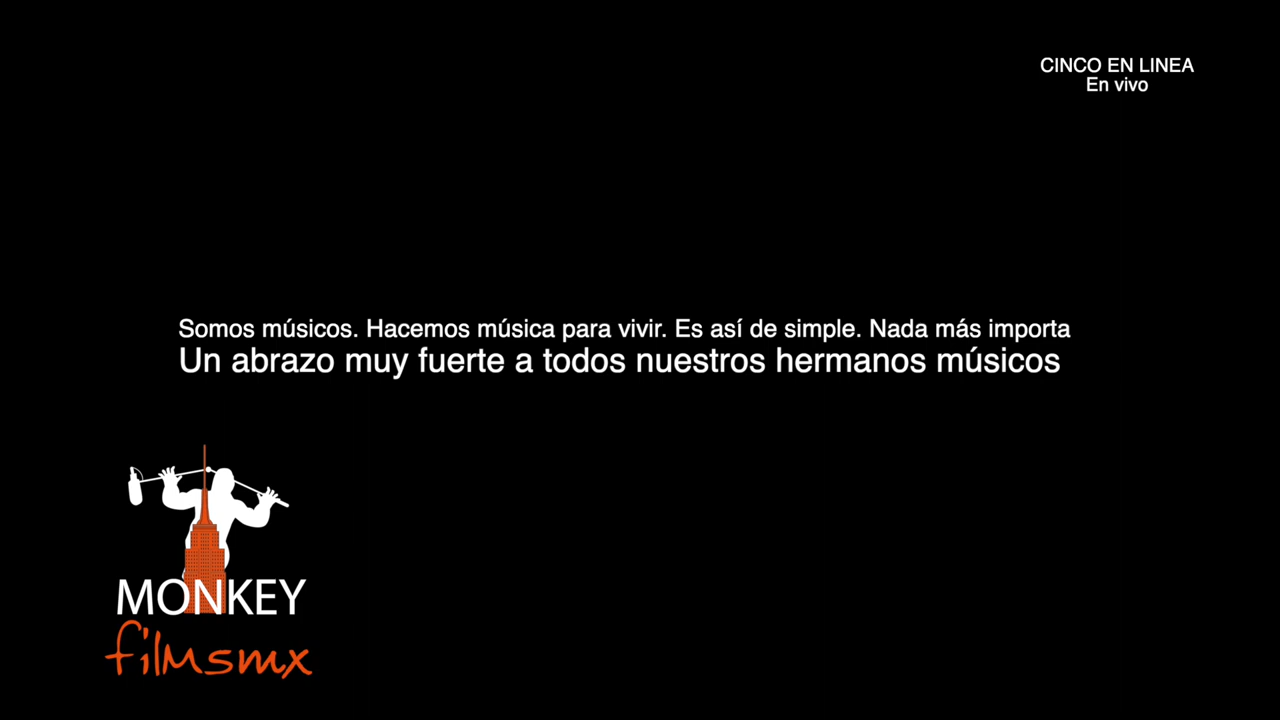 CINCO EN LINEA
En vivo
Somos músicos. Hacemos música para vivir. Es así de simple. Nada más importa
Un abrazo muy fuerte a todos nuestros hermanos músicos
MONKEY
filmsmx